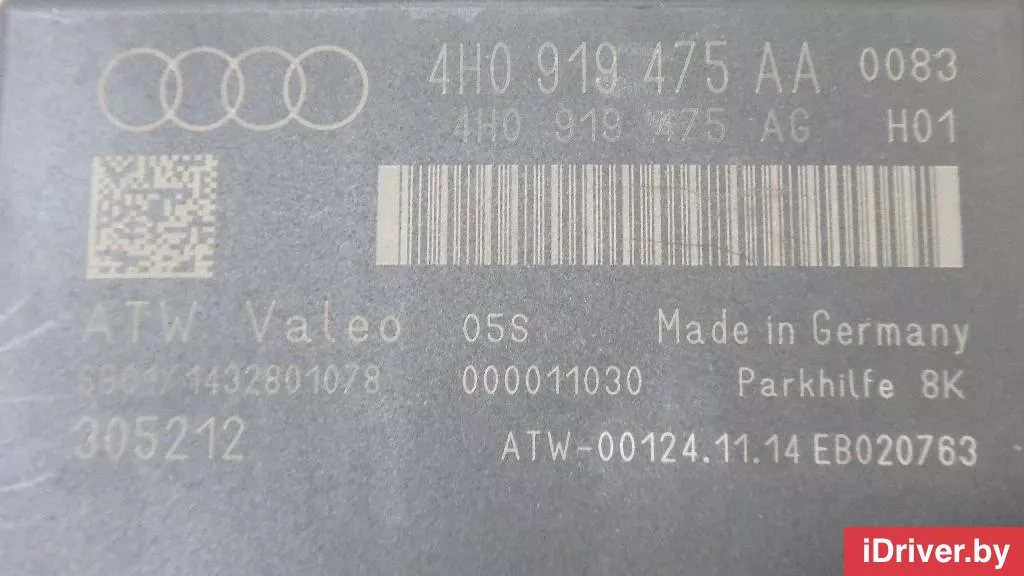 4H0 919 475 AA 0083
4H0 919 475 AG H01
ATW Valeo 05S Made in Germany
1432801078 000011030 Parkhilfe 8K
305212 ATW-00124.11.14 EB020763
iDriver.by